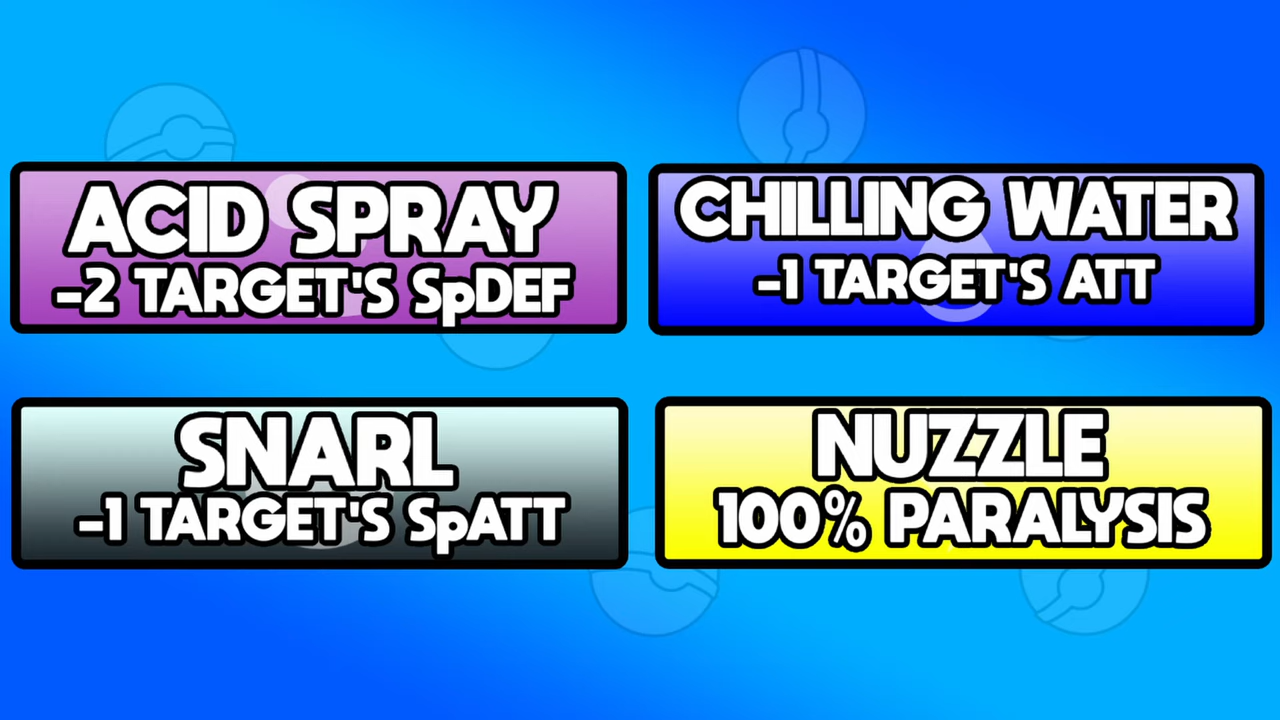 ACID SPRAY
-2 TARGET'S SpDEF
CHILLING WATER
-1 TARGET'S ATT
SNARL
-1 TARGET'S SpATT
NUZZLE
100% PARALYSIS